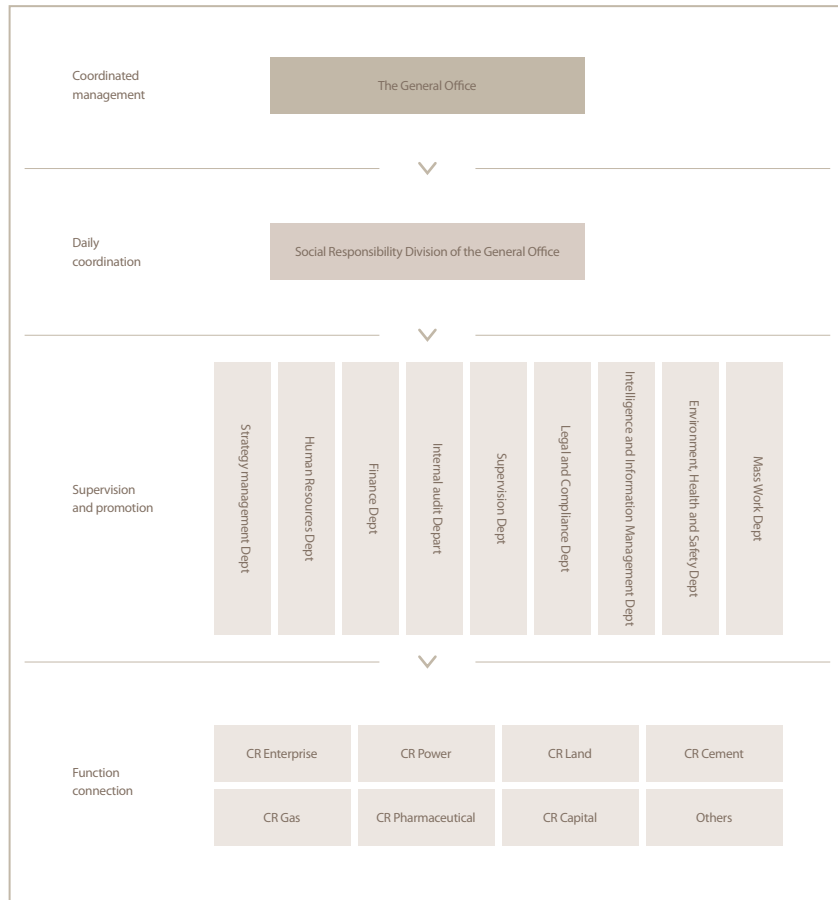 Coordinated
management
The General Office
Daily
coordination
Social Responsibility Division of the General Office
Supervision
and promotion
Strategy management Dept
Human Resources Dept
Finance Dept
Internal audit Depart
Supervision Dept
Legal and Compliance Dept
Intelligence and Information Management Dept
Environment, Health and Safety Dept
Mass Work Dept
Function
connection
CR Enterprise
CR Power
CR Land
CR Cement
CR Gas
CR Pharmaceutical
CR Capital
Others